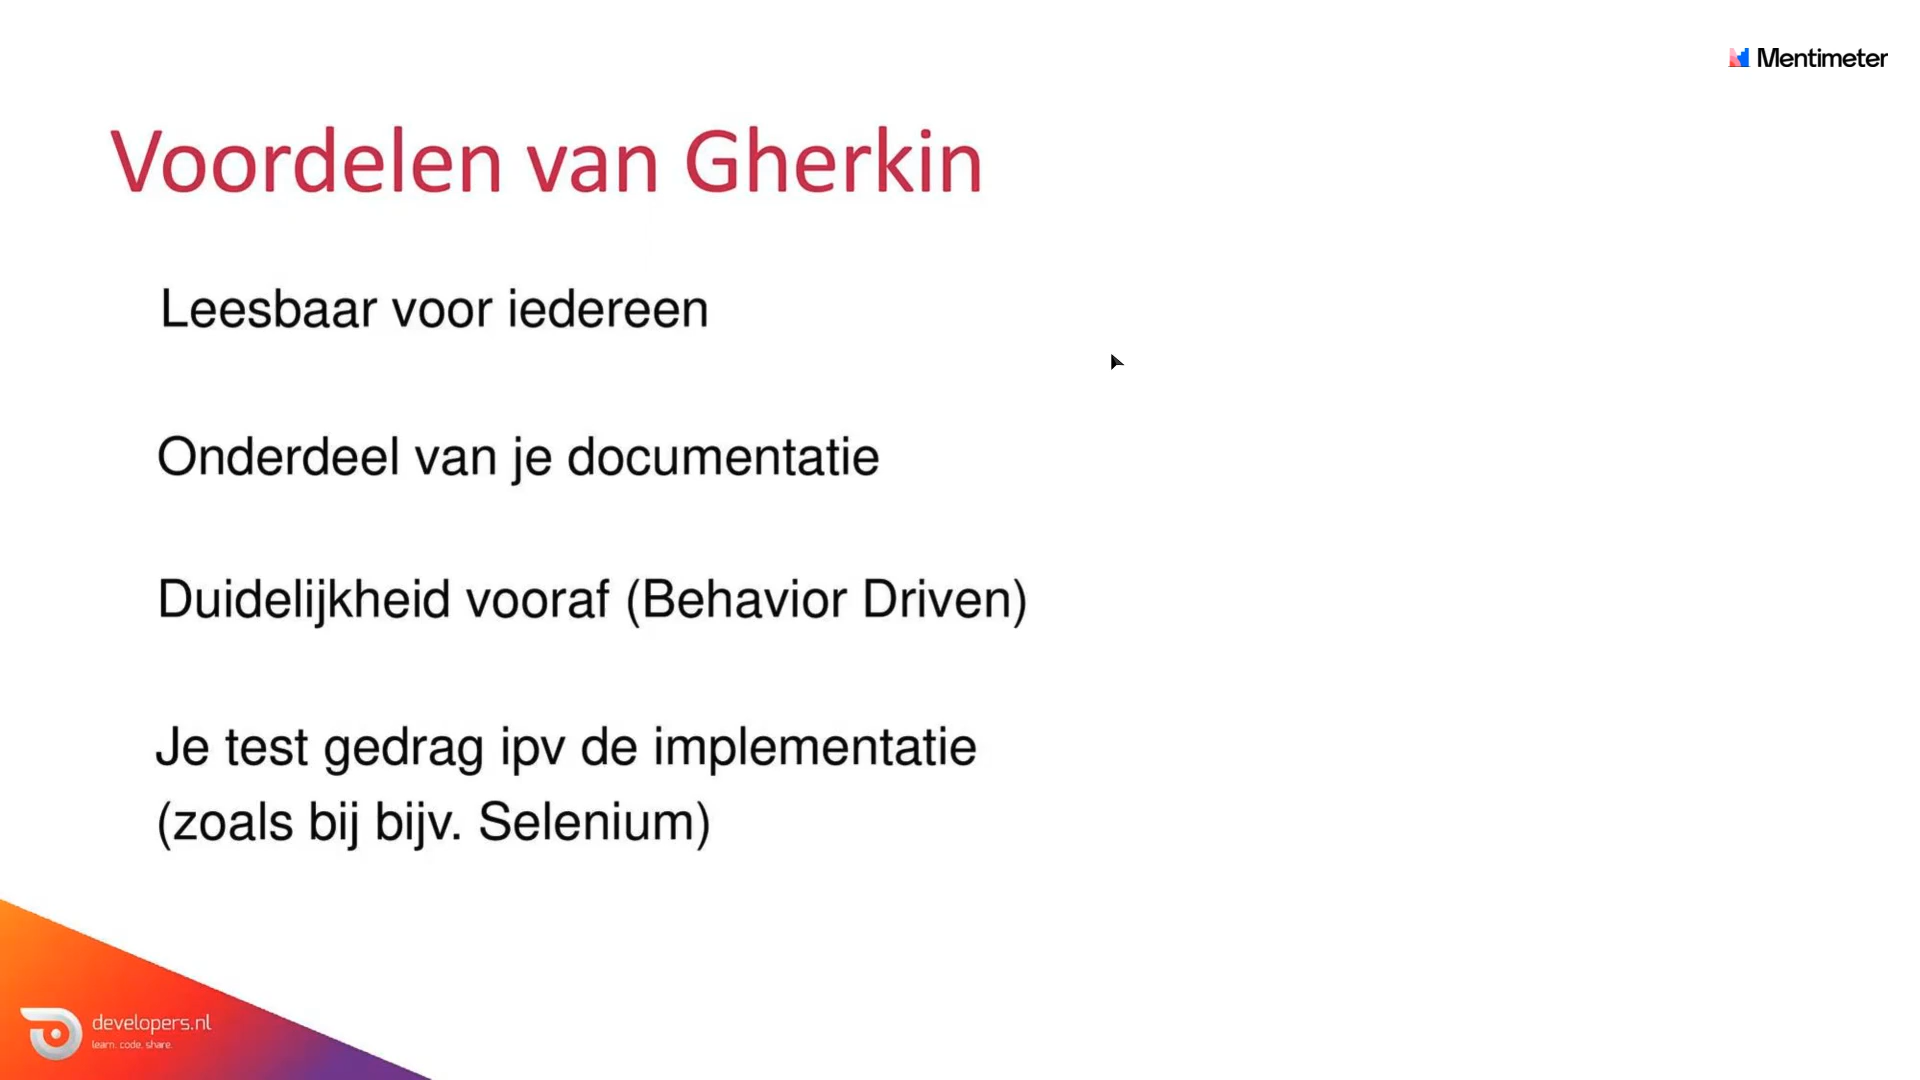 Mentimeter
Voordelen van Gherkin
Leesbaar voor iedereen
Onderdeel van je documentatie
Duidelijkheid vooraf (Behavior Driven)
Je test gedrag ipv de implementatie
(zoals bij bijv. Selenium)
developers.nl
learn. code. share.